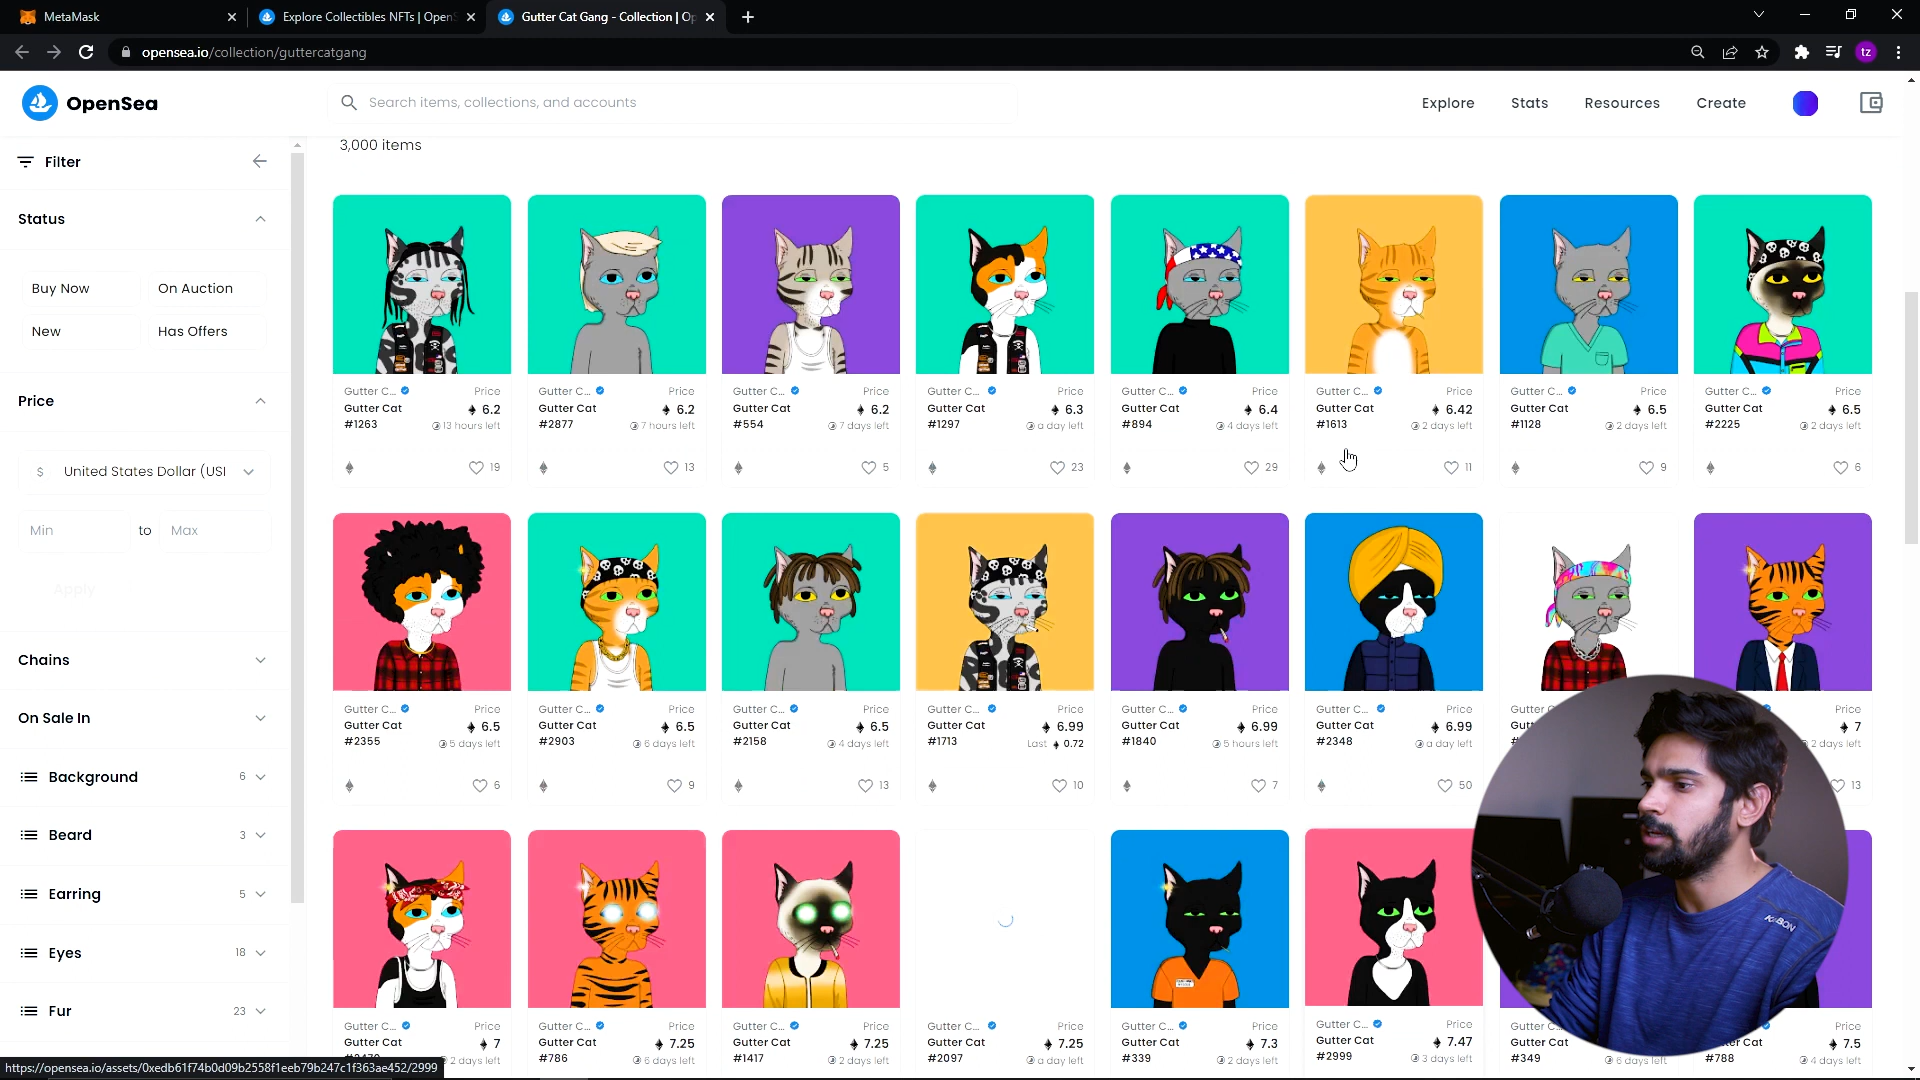 MetaMask
Explore Collectibles NFTs | OpenS
Gutter Cat Gang - Collection | Op
opensea.io/collection/guttercatgang
tz
OpenSea
Search items, collections, and accounts
Explore
Stats
Resources
Create
Filter
3,000 items
Status
Buy Now
On Auction
New
Has Offers
Price
$ United States Dollar (USI
Min to Max
Apply
Chains
On Sale In
Background 6
Beard 3
Earring 5
Eyes 18
Fur 23
Gutter C... Price
Gutter Cat 6.2
#1263 13 hours left
19
Gutter C... Price
Gutter Cat 6.2
#2877 7 hours left
13
Gutter C... Price
Gutter Cat 6.2
#554 7 days left
5
Gutter C... Price
Gutter Cat 6.3
#1297 a day left
23
Gutter C... Price
Gutter Cat 6.4
#894 4 days left
29
Gutter C... Price
Gutter Cat 6.42
#1613 2 days left
11
Gutter C... Price
Gutter Cat 6.5
#1128 2 days left
9
Gutter C... Price
Gutter Cat 6.5
#2225 2 days left
6
Gutter C... Price
Gutter Cat 6.5
#2355 5 days left
6
Gutter C... Price
Gutter Cat 6.5
#2903 6 days left
9
Gutter C... Price
Gutter Cat 6.5
#2158 4 days left
13
Gutter C... Price
Gutter Cat 6.99
#1713 Last 0.72
10
Gutter C... Price
Gutter Cat 6.99
#1840 5 hours left
7
Gutter C... Price
Gutter Cat 6.99
#2348 a day left
50
Price
7
2 days left
13
Gutter C... Price
Gutter Cat 7
2 days left
Gutter C... Price
Gutter Cat 7.25
#786 6 days left
Gutter C... Price
Gutter Cat 7.25
#1417 2 days left
Gutter C... Price
Gutter Cat 7.25
#2097 a day left
Gutter C... Price
Gutter Cat 7.3
#339 2 days left
Gutter C... Price
Gutter Cat 7.47
#2999 3 days left
Gutter C...
Gutter Cat
#349 6 days left
Price
Cat 7.5
#788 4 days left
KABON
https://opensea.io/assets/0xedb61f74b0d09b2558f1eeb79b247c1f363ae452/2999